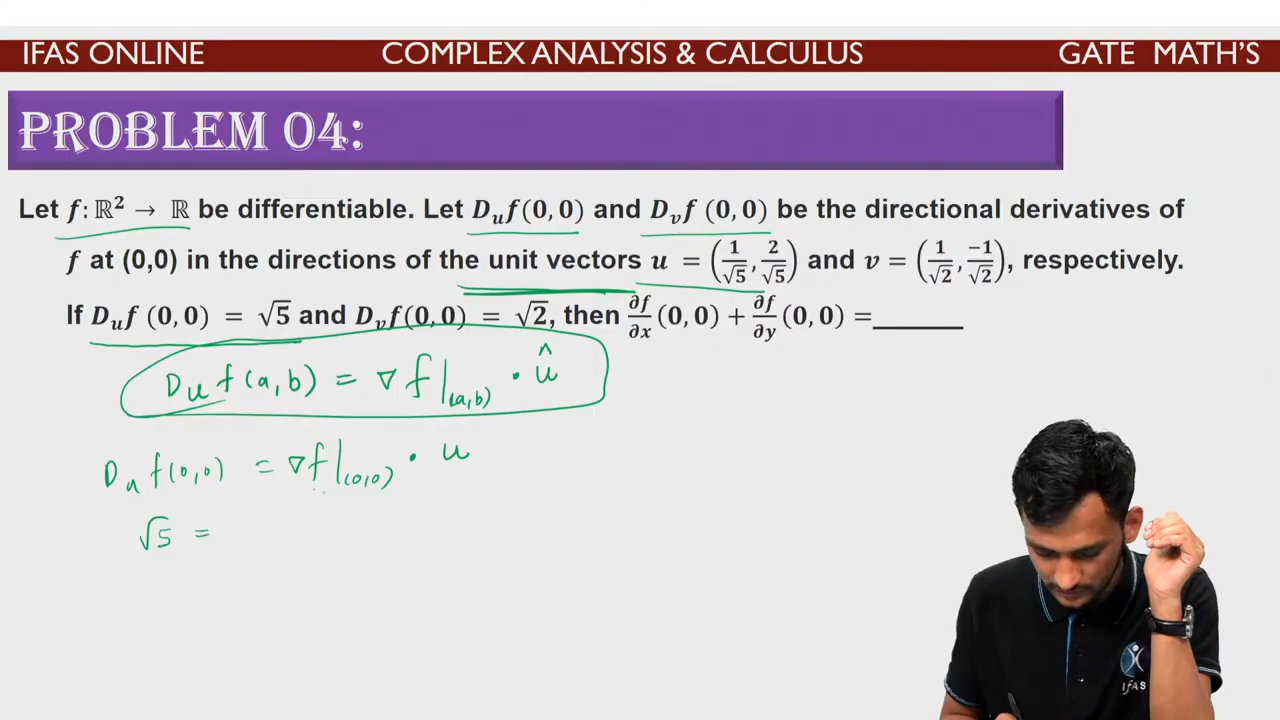 IFAS ONLINE COMPLEX ANALYSIS & CALCULUS GATE MATH'S
PROBLEM 04:
Let f: ℝ² → ℝ be differentiable. Let D_u f(0, 0) and D_v f (0, 0) be the directional derivatives of
f at (0,0) in the directions of the unit vectors u = (1/√5, 2/√5) and v = (1/√2, -1/√2), respectively.
If D_u f (0, 0) = √5 and D_v f(0, 0) = √2, then ∂f/∂x (0, 0) + ∂f/∂y (0, 0) =______
D_u f(a,b) = ∇f|_(a,b) · û
D_u f(0,0) = ∇f|_(0,0) · u
√5 =
IFAS